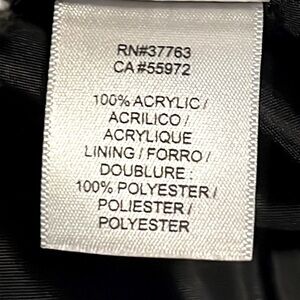 RN#37763
CA#55972
100% ACRYLIC /
ACRILICO /
ACRYLIQUE
LINING / FORRO /
DOUBLURE :
100% POLYESTER /
POLIESTER /
POLYESTER